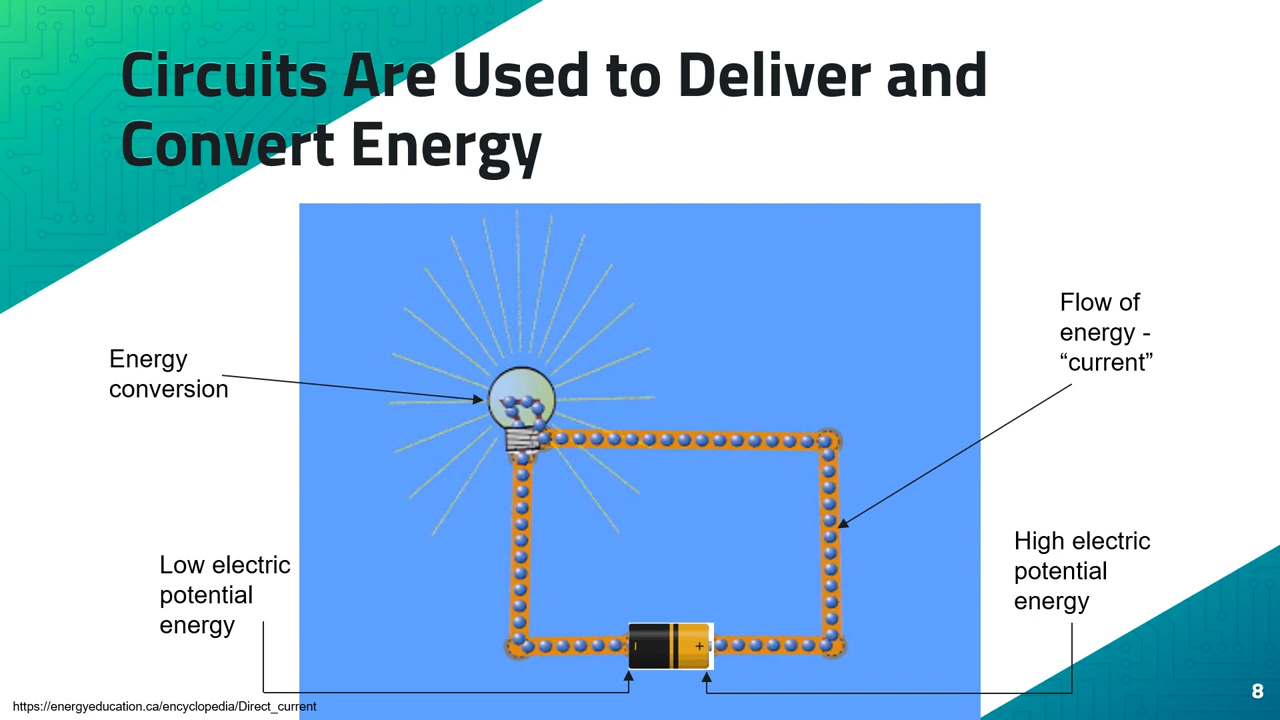 Circuits Are Used to Deliver and
Convert Energy
Energy
conversion
Flow of
energy -
“current”
Low electric
potential
energy
High electric
potential
energy
+
https://energyeducation.ca/encyclopedia/Direct_current
8